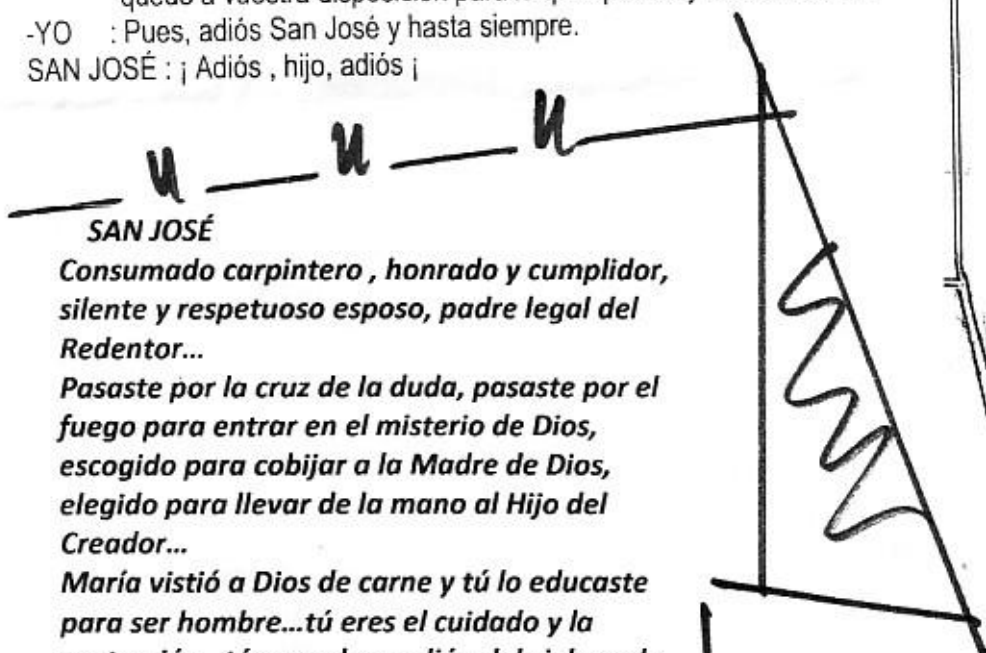 -YO : Pues, adiós San José y hasta siempre.
SAN JOSÉ : ¡ Adiós , hijo, adiós ¡
SAN JOSÉ
Consumado carpintero , honrado y cumplidor,
silente y respetuoso esposo, padre legal del
Redentor...
Pasaste por la cruz de la duda, pasaste por el
fuego para entrar en el misterio de Dios,
escogido para cobijar a la Madre de Dios,
elegido para llevar de la mano al Hijo del
Creador...
María vistió a Dios de carne y tú lo educaste
para ser hombre...tú eres el cuidado y la